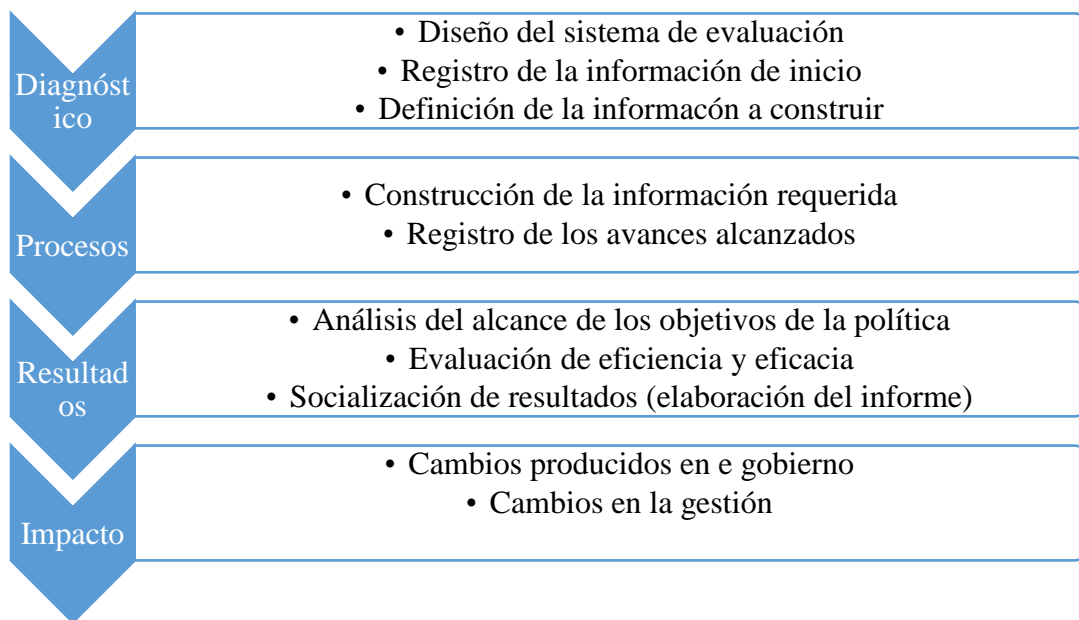 Diagnóst
ico
• Diseño del sistema de evaluación
• Registro de la información de inicio
• Definición de la informacón a construir
Procesos
• Construcción de la información requerida
• Registro de los avances alcanzados
Resultad
os
• Análisis del alcance de los objetivos de la política
• Evaluación de eficiencia y eficacia
• Socialización de resultados (elaboración del informe)
Impacto
• Cambios producidos en e gobierno
• Cambios en la gestión